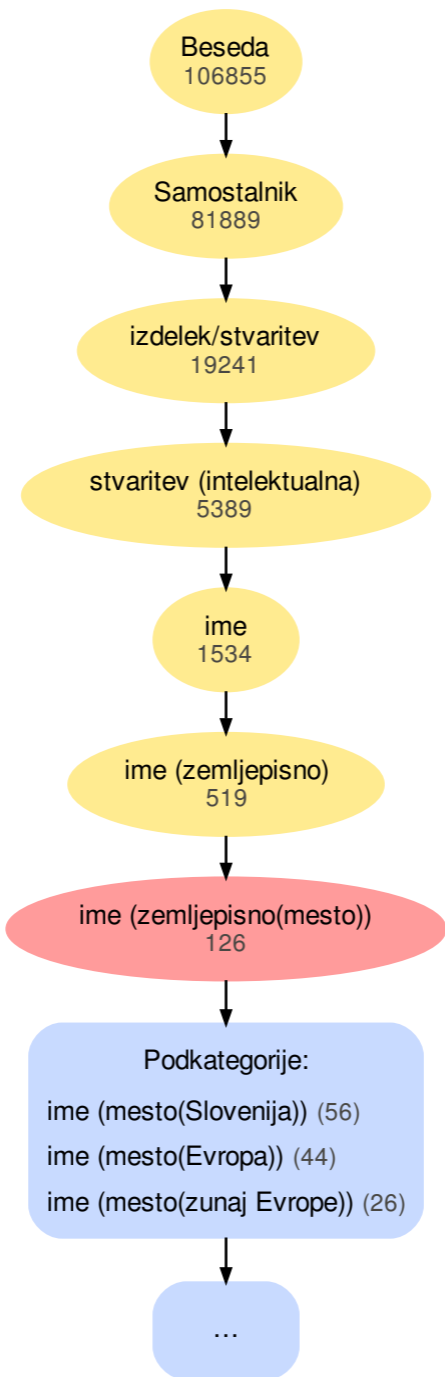 Beseda
106855
Samostalnik
81889
izdelek/stvaritev
19241
stvaritev (intelektualna)
5389
ime
1534
ime (zemljepisno)
519
ime (zemljepisno(mesto))
126
Podkategorije:
ime (mesto(Slovenija)) (56)
ime (mesto(Evropa)) (44)
ime (mesto(zunaj Evrope)) (26)
...